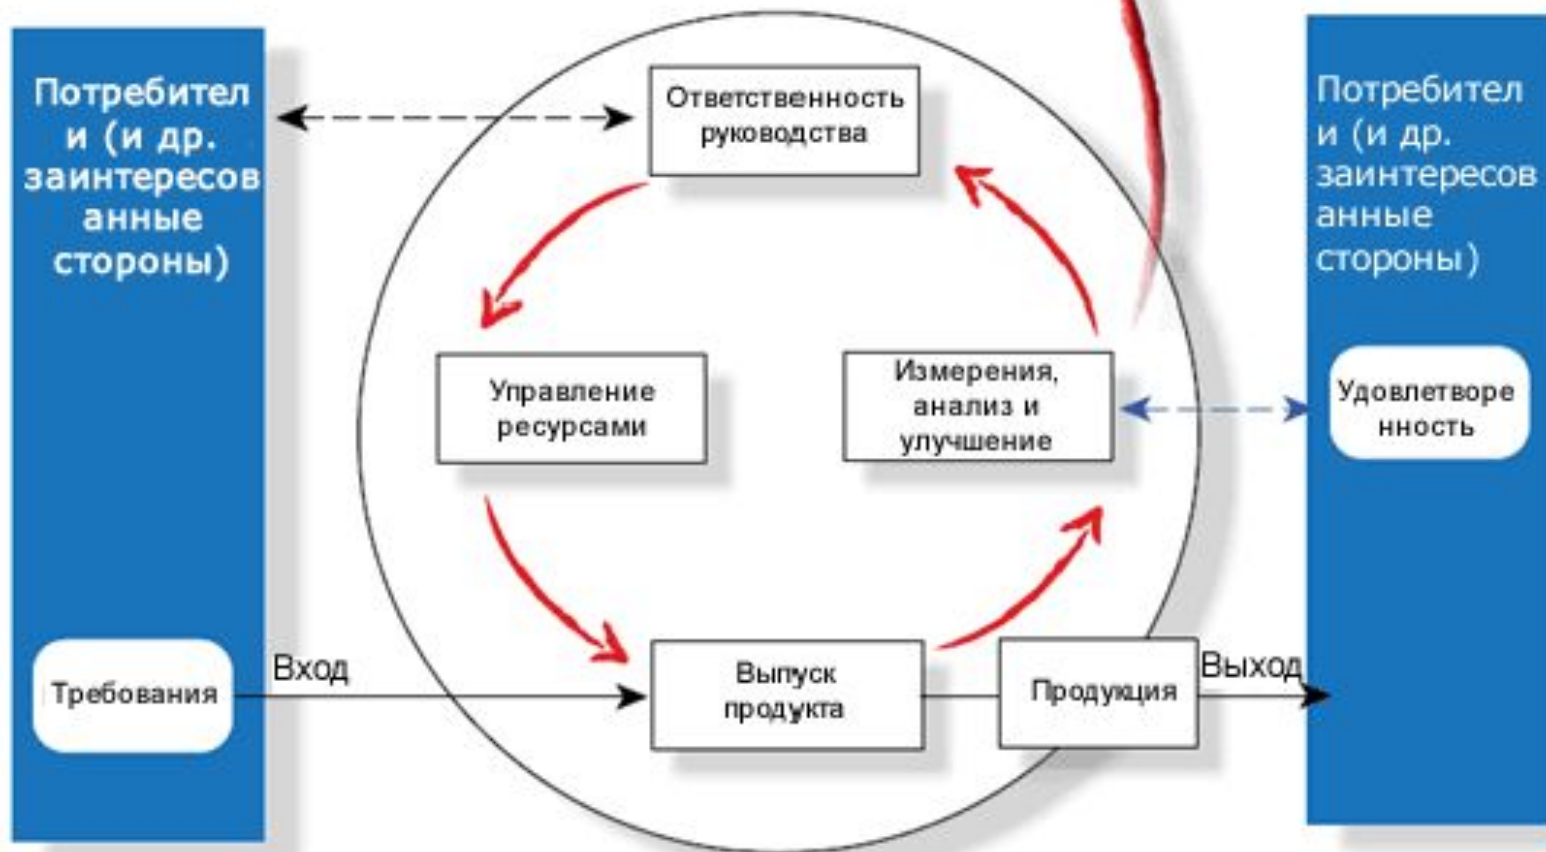 Потребител
и (и др.
заинтересов
анные
стороны)
Требования
Вход
Ответственность
руководства
Управление
ресурсами
Измерения,
анализ и
улучшение
Выпуск
продукта
Продукция
Выход
Потребител
и (и др.
заинтересов
анные
стороны)
Удовлетворе
нность